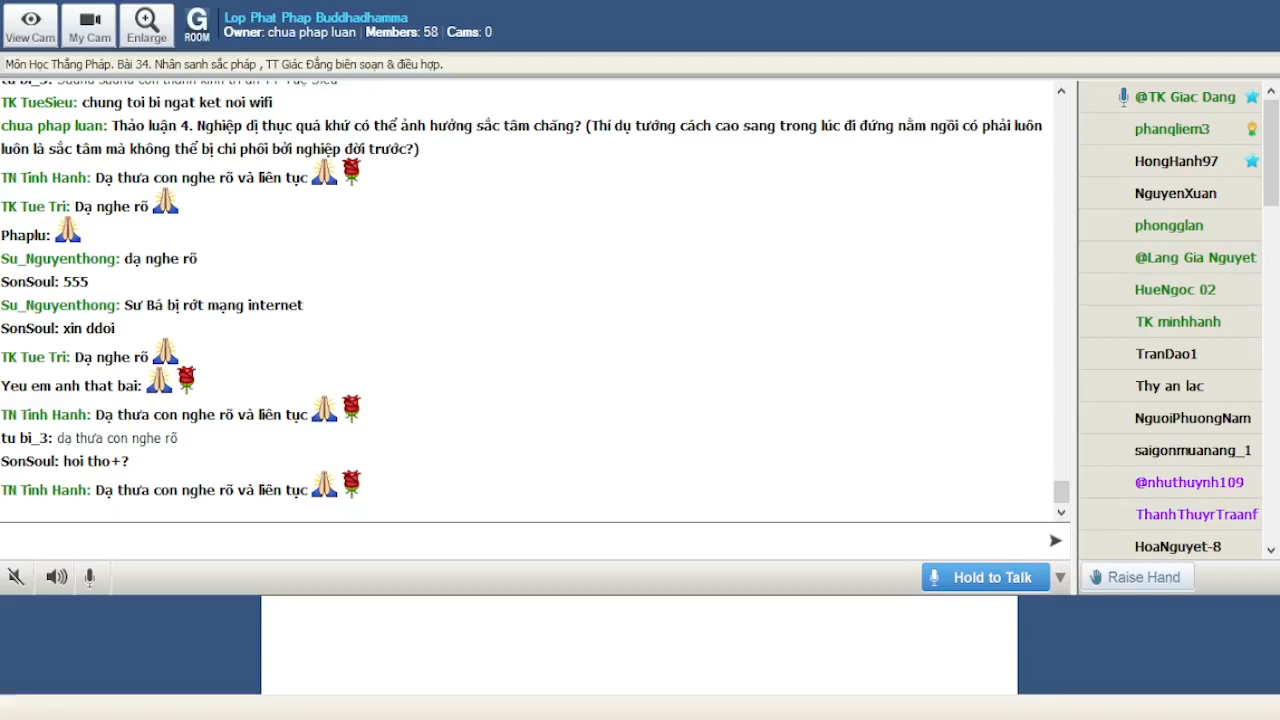 View Cam
My Cam
Enlarge
G
ROOM
Lop Phat Phap Buddhadhamma
Owner: chua phap luan | Members: 58 | Cams: 0
Môn Học Thắng Pháp. Bài 34. Nhân sanh sắc pháp , TT Giác Đẳng biên soạn & điều hợp.
TK TueSieu: chung toi bi ngat ket noi wifi
chua phap luan: Thảo luận 4. Nghiệp dị thục quá khứ có thể ảnh hưởng sắc tâm chăng? (Thí dụ tướng cách cao sang trong lúc đi đứng nằm ngồi có phải luôn
luôn là sắc tâm mà không thể bị chi phối bởi nghiệp đời trước?)
TN Tinh Hanh: Dạ thưa con nghe rõ và liên tục
TK Tue Tri: Dạ nghe rõ
Phaplu:
Su_Nguyenthong: dạ nghe rõ
SonSoul: 555
Su_Nguyenthong: Sư Bá bị rớt mạng internet
SonSoul: xin ddoi
TK Tue Tri: Dạ nghe rõ
Yeu em anh that bai:
TN Tinh Hanh: Dạ thưa con nghe rõ và liên tục
tu bi_3: dạ thưa con nghe rõ
SonSoul: hoi tho+?
TN Tinh Hanh: Dạ thưa con nghe rõ và liên tục
@TK Giac Dang
phanqliem3
HongHanh97
NguyenXuan
phongglan
@Lang Gia Nguyet
HueNgoc 02
TK minhhanh
TranDao1
Thy an lac
NguoiPhuongNam
saigonmuanang_1
@nhuthuynh109
ThanhThuyrTraanf
HoaNguyet-8
Hold to Talk
Raise Hand